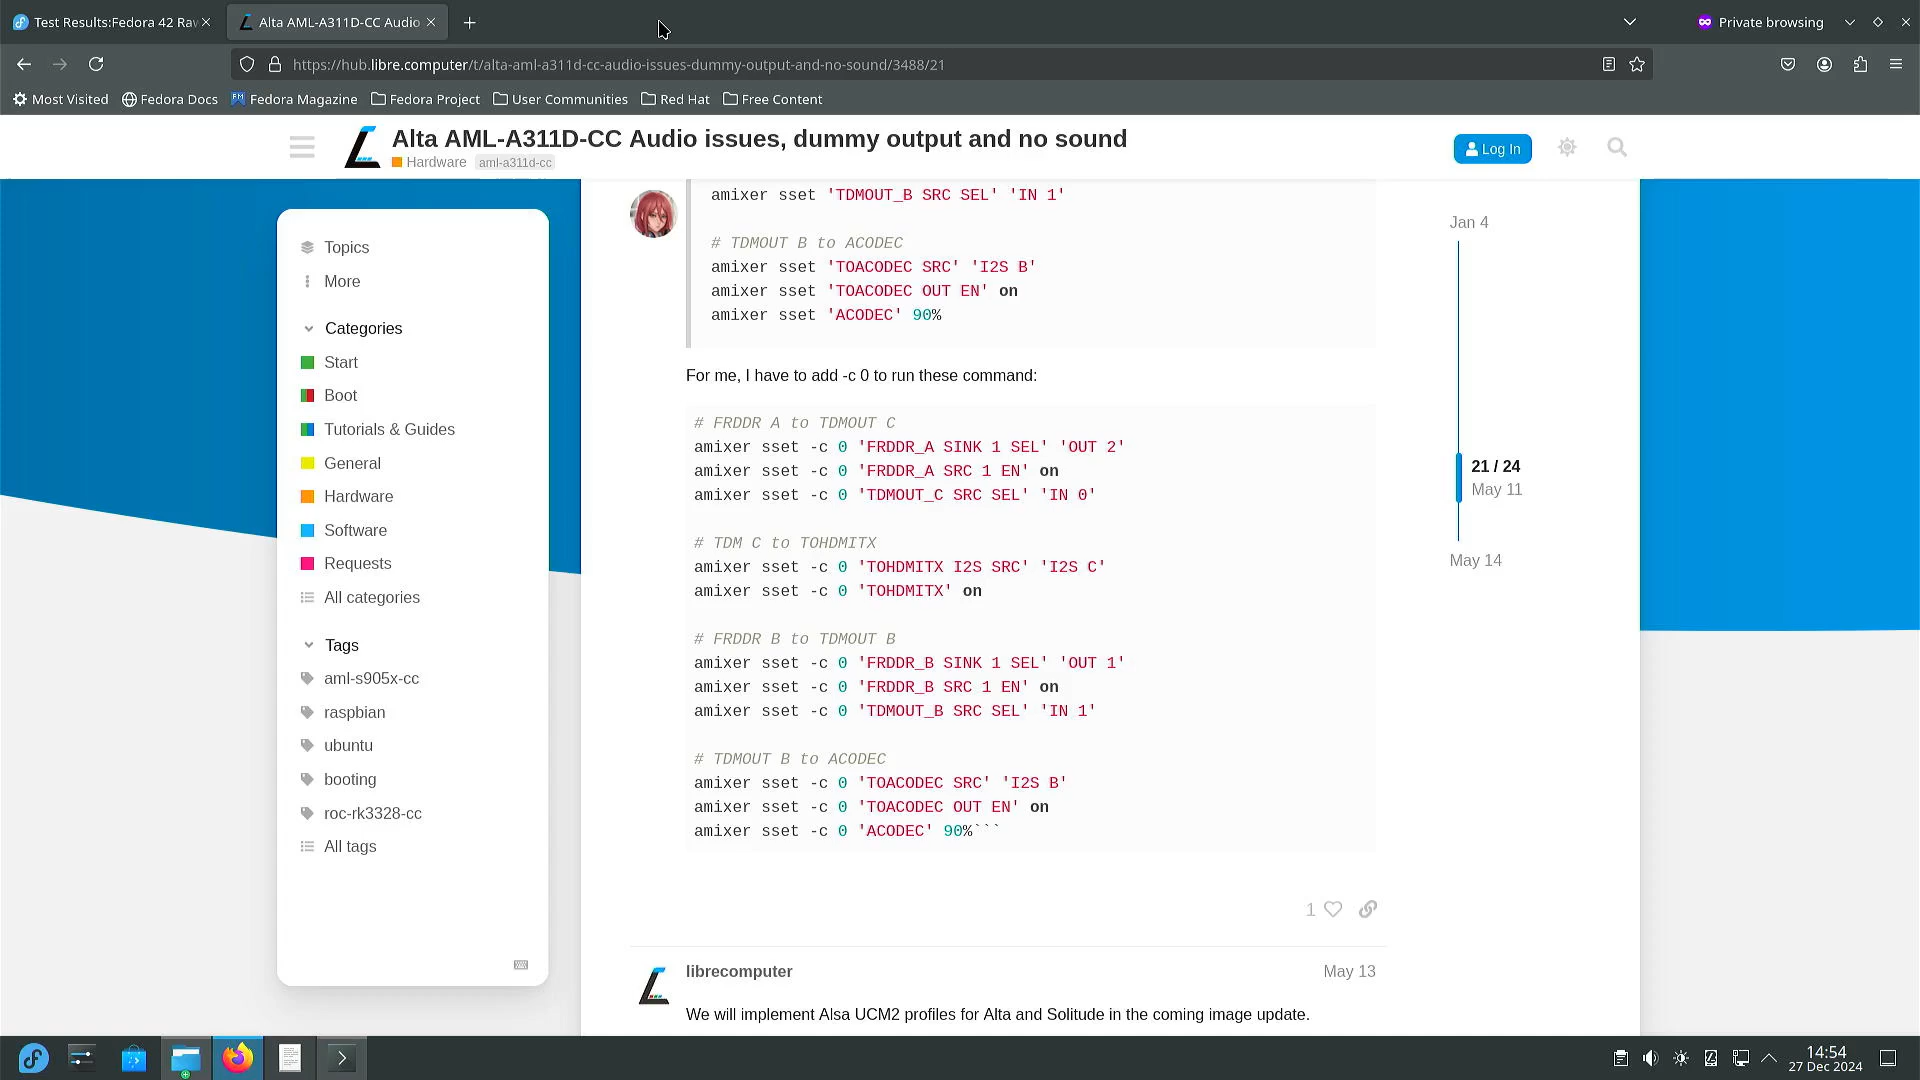 Test Results:Fedora 42 Raw
Alta AML-A311D-CC Audio
Private browsing
https://hub.libre.computer/t/alta-aml-a311d-cc-audio-issues-dummy-output-and-no-sound/3488/21
Most Visited
Fedora Docs
Fedora Magazine
Fedora Project
User Communities
Red Hat
Free Content
Alta AML-A311D-CC Audio issues, dummy output and no sound
Hardware
aml-a311d-cc
Log In
Topics
More
Categories
Start
Boot
Tutorials & Guides
General
Hardware
Software
Requests
All categories
Tags
aml-s905x-cc
raspbian
ubuntu
booting
roc-rk3328-cc
All tags
amixer sset 'TDMOUT_B SRC SEL' 'IN 1'
# TDMOUT B to ACODEC
amixer sset 'TOACODEC SRC' 'I2S B'
amixer sset 'TOACODEC OUT EN' on
amixer sset 'ACODEC' 90%
For me, I have to add -c 0 to run these command:
# FRDDR A to TDMOUT C
amixer sset -c 0 'FRDDR_A SINK 1 SEL' 'OUT 2'
amixer sset -c 0 'FRDDR_A SRC 1 EN' on
amixer sset -c 0 'TDMOUT_C SRC SEL' 'IN 0'
# TDM C to TOHDMITX
amixer sset -c 0 'TOHDMITX I2S SRC' 'I2S C'
amixer sset -c 0 'TOHDMITX' on
# FRDDR B to TDMOUT B
amixer sset -c 0 'FRDDR_B SINK 1 SEL' 'OUT 1'
amixer sset -c 0 'FRDDR_B SRC 1 EN' on
amixer sset -c 0 'TDMOUT_B SRC SEL' 'IN 1'
# TDMOUT B to ACODEC
amixer sset -c 0 'TOACODEC SRC' 'I2S B'
amixer sset -c 0 'TOACODEC OUT EN' on
amixer sset -c 0 'ACODEC' 90%```
1
librecomputer
May 13
We will implement Alsa UCM2 profiles for Alta and Solitude in the coming image update.
Jan 4
21 / 24
May 11
May 14
14:54
27 Dec 2024